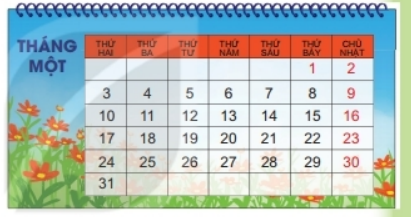 THÁNG MỘT
THỨ HAI THỨ BA THỨ TƯ THỨ NĂM THỨ SÁU THỨ BẢY CHỦ NHẬT
1 2
3 4 5 6 7 8 9
10 11 12 13 14 15 16
17 18 19 20 21 22 23
24 25 26 27 28 29 30
31